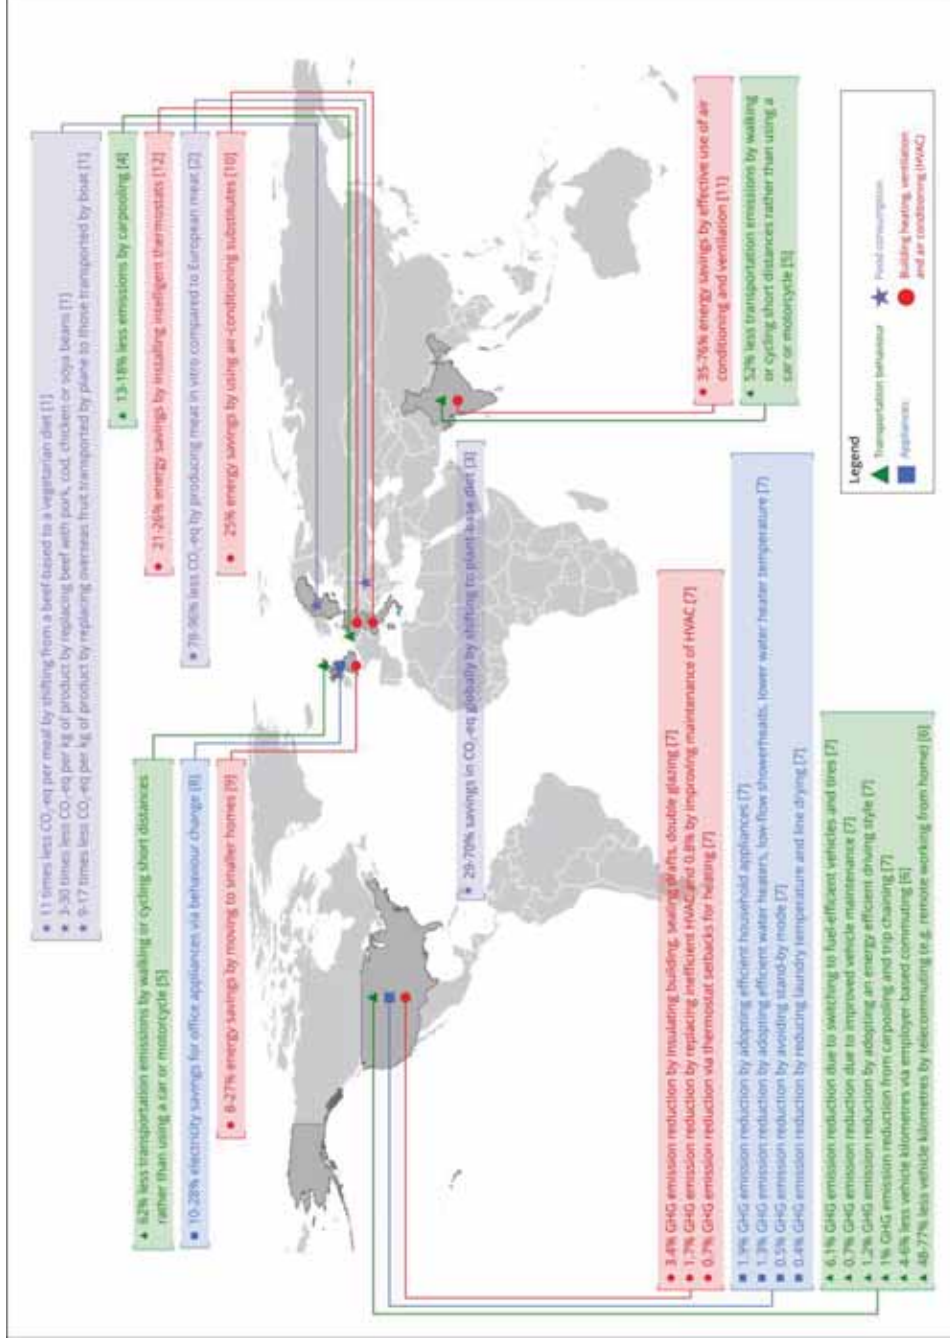 11 times less CO₂-eq per meal by shifting from a beef-based to a vegetarian diet [1]
3-30 times less CO₂-eq per kg of product by replacing beef with pork, cod, chicken or soya beans [1]
9-17 times less CO₂-eq per kg of product by replacing overseas fruit transported by plane to those transported by boat [1]
13-18% less emissions by carpooling [4]
21-26% energy savings by installing intelligent thermostats [12]
78-96% less CO₂-eq by producing meat in vitro compared to European meat [2]
25% energy savings by using air-conditioning substitutes [10]
62% less transportation emissions by walking or cycling short distances
rather than using a car or motorcycle [5]
10-28% electricity savings for office appliances via behaviour change [8]
8-27% energy savings by moving to smaller homes [9]
29-70% savings in CO₂-eq globally by shifting to plant-base diet [3]
3.4% GHG emission reduction by insulating building, sealing drafts, double glazing [7]
1.7% GHG emission reduction by replacing inefficient HVAC and 0.8% by improving maintenance of HVAC [7]
0.7% GHG emission reduction via thermostat setbacks for heating [7]
1.9% GHG emission reduction by adopting efficient household appliances [7]
1.3% GHG emission reduction by adopting efficient water heaters, low-flow showerheads, lower water heater temperature [7]
0.5% GHG emission reduction by avoiding stand-by mode [7]
0.4% GHG emission reduction by reducing laundry temperature and line drying [7]
6.1% GHG emission reduction due to switching to fuel-efficient vehicles and tires [7]
0.7% GHG emission reduction due to improved vehicle maintenance [7]
1.2% GHG emission reduction by adopting an energy efficient driving style [7]
1% GHG emission reduction from carpooling and trip chaining [7]
4-6% less vehicle kilometres via employer-based commuting [6]
48-77% less vehicle kilometres by telecommuting (e.g. remote working from home) [6]
35-76% energy savings by effective use of air
conditioning and ventilation [11]
52% less transportation emissions by walking
or cycling short distances rather than using a
car or motorcycle [5]
Legend
Transportation behaviour
Appliances
Food consumption
Building heating, ventilation
and air conditioning (HVAC)